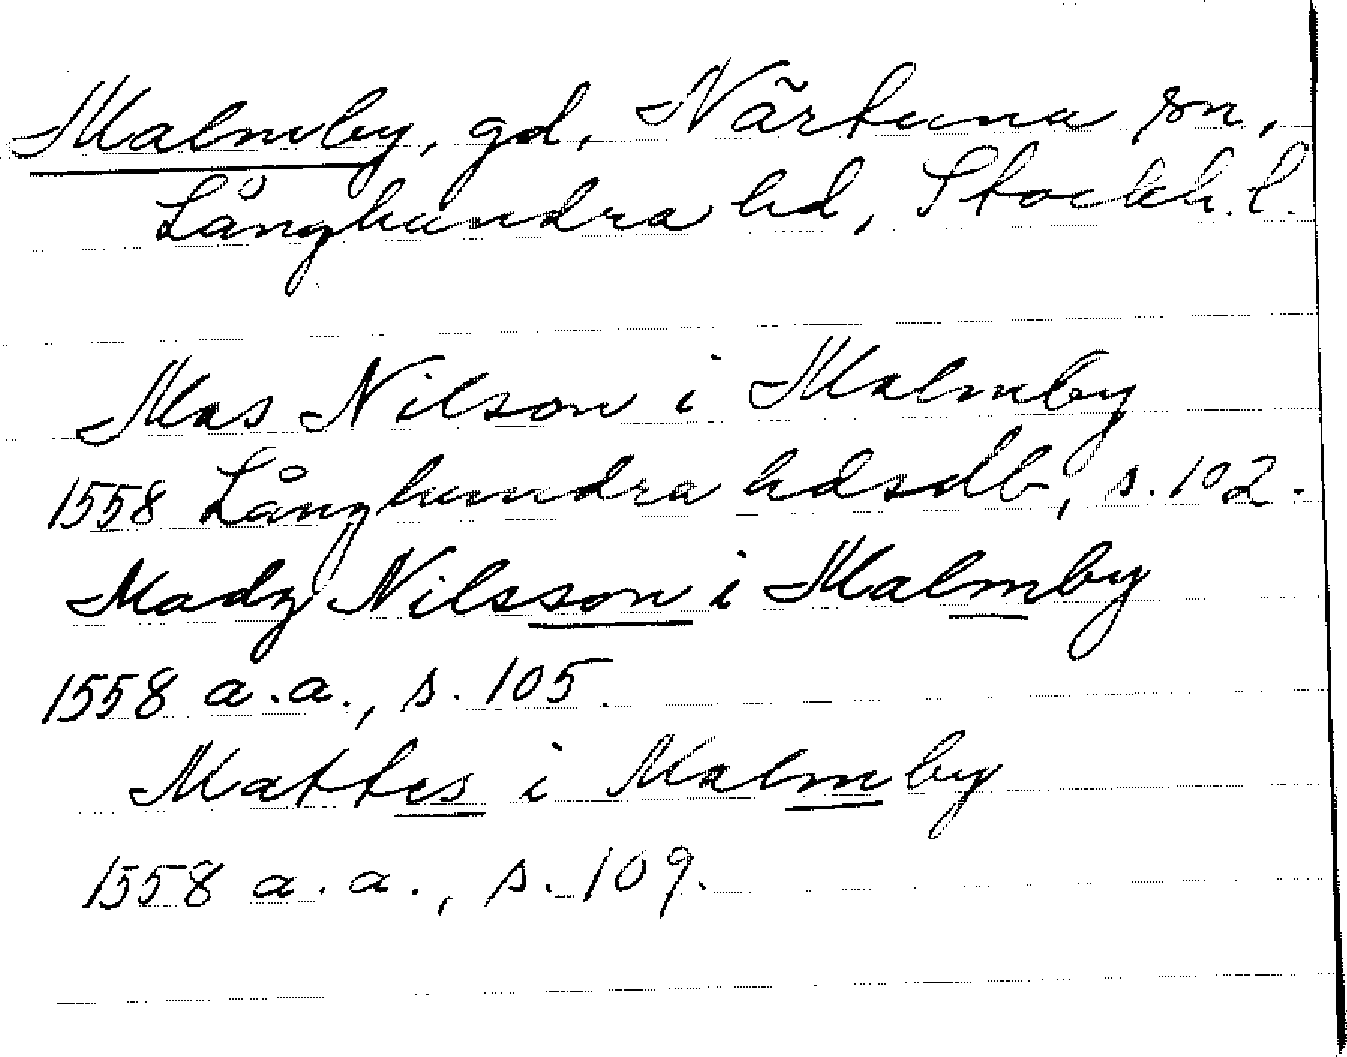 Malmby, gd, Närtuna sn,
Långhundra hd, Stockh. l.
Mas Nilson i Malmby
1558 Långhundra hdsdb, s. 102.
Madz Nilsson i Malmby
1558 a.a., s. 105.
Mattes i Malmby
1558 a.a., s. 109.